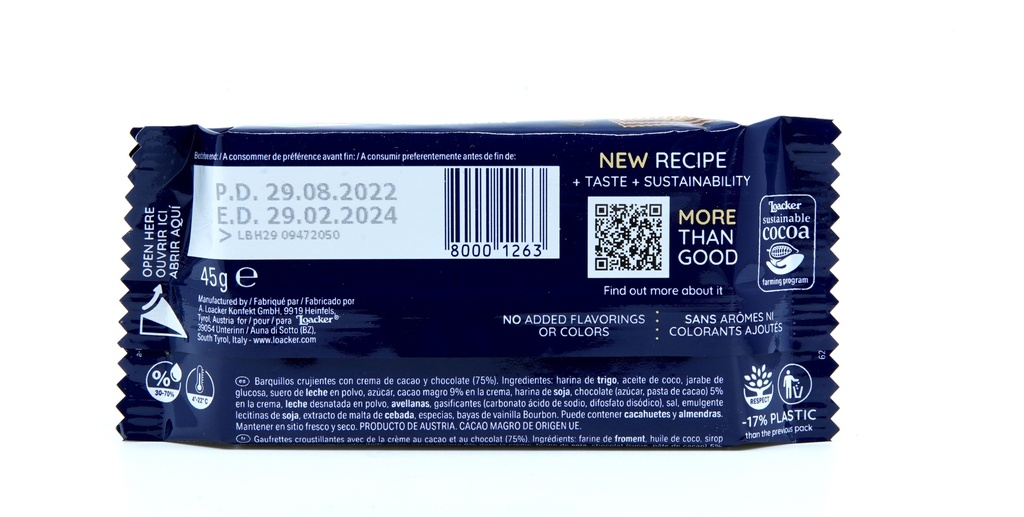 Best before end: / A consommer de préférence avant fin: / A consumir preferentemente antes de fin de:
P.D. 29.08.2022
E.D. 29.02.2024
> LBH29 09472050
8000 1263
45g e
Manufactured by / Fabriqué par / Fabricado por
A. Loacker Konfekt GmbH, 9919 Heinfels,
Tyrol, Austria for / pour / para Loacker®
39054 Unterinn / Auna di Sotto (BZ),
South Tyrol, Italy - www.loacker.com
OPEN HERE
OUVRIR ICI
ABRIR AQUÍ
NEW RECIPE
+ TASTE + SUSTAINABILITY
MORE
THAN
GOOD
Find out more about it
Loacker
sustainable
cocoa
farming program
NO ADDED FLAVORINGS
OR COLORS
SANS ARÔMES NI
COLORANTS AJOUTÉS
%
30-70%
4°-22°C
ES Barquillos crujientes con crema de cacao y chocolate (75%). Ingredientes: harina de trigo, aceite de coco, jarabe de
glucosa, suero de leche en polvo, azúcar, cacao magro 9% en la crema, harina de soja, chocolate (azúcar, pasta de cacao) 5%
en la crema, leche desnatada en polvo, avellanas, gasificantes (carbonato ácido de sodio, difosfato disódico), sal, emulgente
lecitinas de soja, extracto de malta de cebada, especias, bayas de vainilla Bourbon. Puede contener cacahuetes y almendras.
Mantener en sitio fresco y seco. PRODUCTO DE AUSTRIA. CACAO MAGRO DE ORIGEN UE.
Gaufrettes croustillantes avec de la crème au cacao et au chocolat (75%). Ingrédients: farine de froment, huile de coco, sirop
RESPECT
-17% PLASTIC
than the previous pack
62